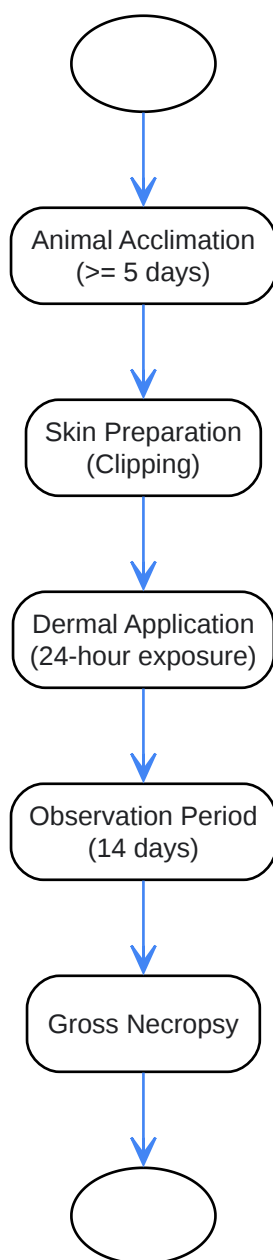 Animal Acclimation
(>= 5 days)
Skin Preparation
(Clipping)
Dermal Application
(24-hour exposure)
Observation Period
(14 days)
Gross Necropsy